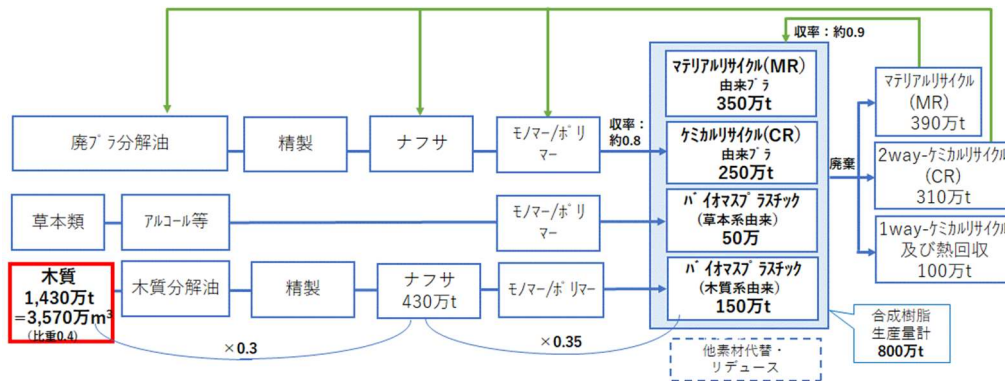 収率：約0.9
ﾏﾃﾘｱﾙﾘｻｲｸﾙ(MR)
由来ﾌﾟﾗ
350万t
ﾏﾃﾘｱﾙﾘｻｲｸﾙ
(MR)
390万t
廃ﾌﾟﾗ分解油
精製
ナフサ
ﾓﾉﾏｰ/ﾎﾟﾘ
ﾏｰ
収率：
約0.8
ｹﾐｶﾙﾘｻｲｸﾙ(CR)
由来ﾌﾟﾗ
250万t
廃棄
2way-ｹﾐｶﾙﾘｻｲｸﾙ
(CR)
310万t
草本類
ｱﾙｺｰﾙ等
ﾓﾉﾏｰ/ﾎﾟﾘ
ﾏｰ
ﾊﾞｲｵﾏｽﾌﾟﾗｽﾁｯｸ
(草本系由来)
50万
1way-ｹﾐｶﾙﾘｻｲｸﾙ
及び熱回収
100万t
木質
1,430万t
=3,570万m³
(比重0.4)
木質分解油
精製
ナフサ
430万t
ﾓﾉﾏｰ/ﾎﾟﾘﾏｰ
ﾊﾞｲｵﾏｽﾌﾟﾗｽﾁｯｸ
(木質系由来)
150万t
×0.3
×0.35
合成樹脂
生産量計
800万t
他素材代替・
リデュース